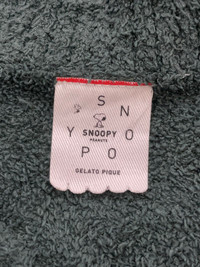 S N O O P Y
SNOOPY
PEANUTS
GELATO PIQUE